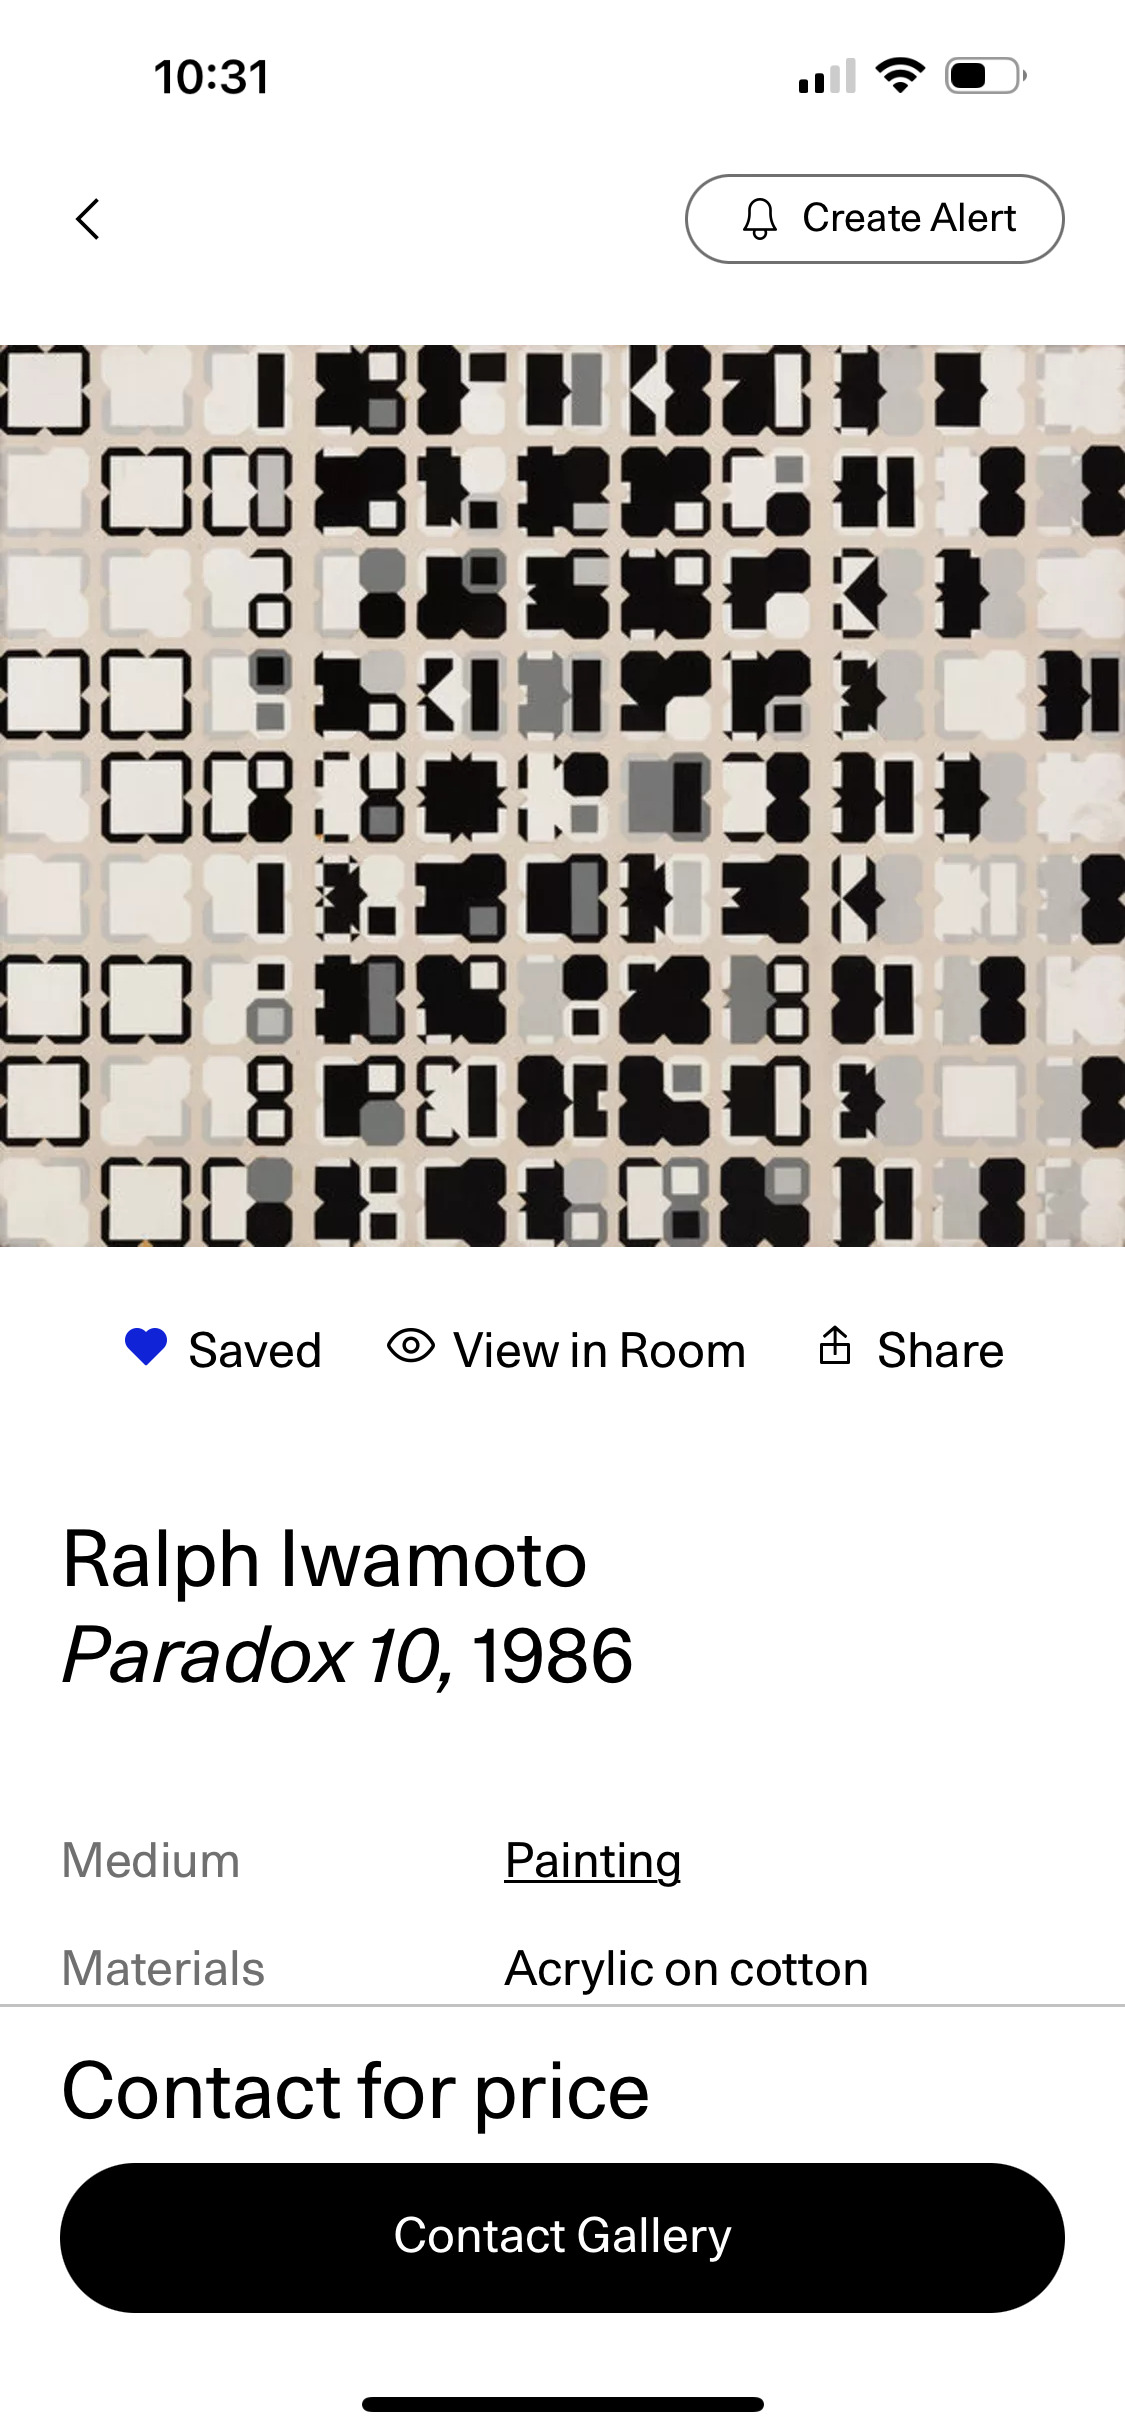 10:31
Create Alert
Saved View in Room Share
Ralph Iwamoto
Paradox 10, 1986
Medium Painting
Materials Acrylic on cotton
Contact for price
Contact Gallery